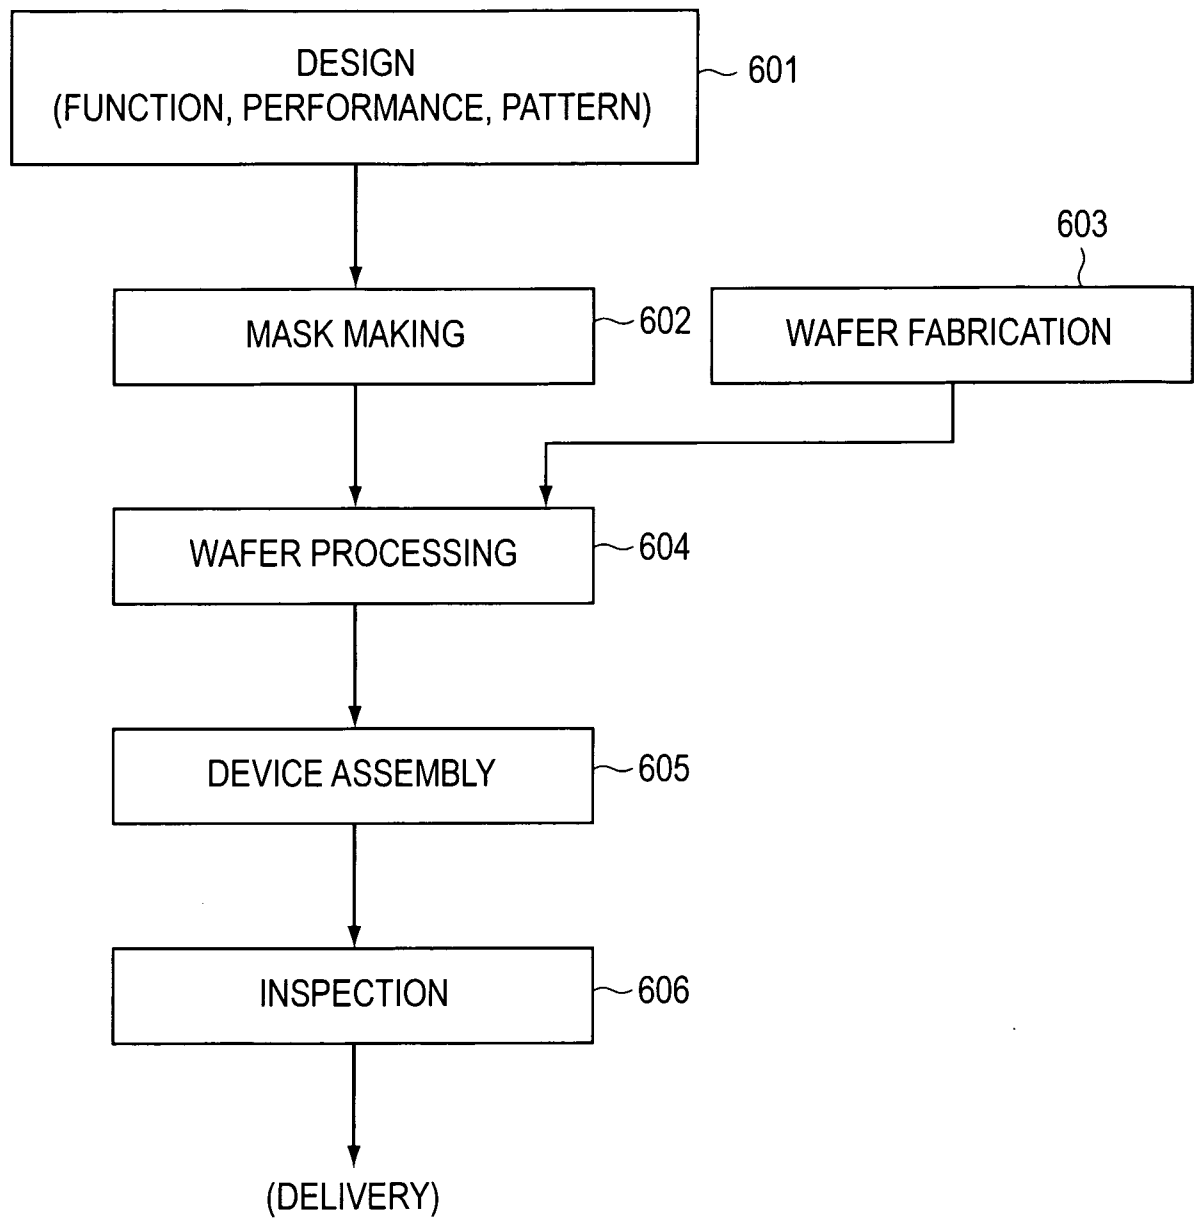 DESIGN
(FUNCTION, PERFORMANCE, PATTERN)
601
603
MASK MAKING
602
WAFER FABRICATION
WAFER PROCESSING
604
DEVICE ASSEMBLY
605
INSPECTION
606
(DELIVERY)